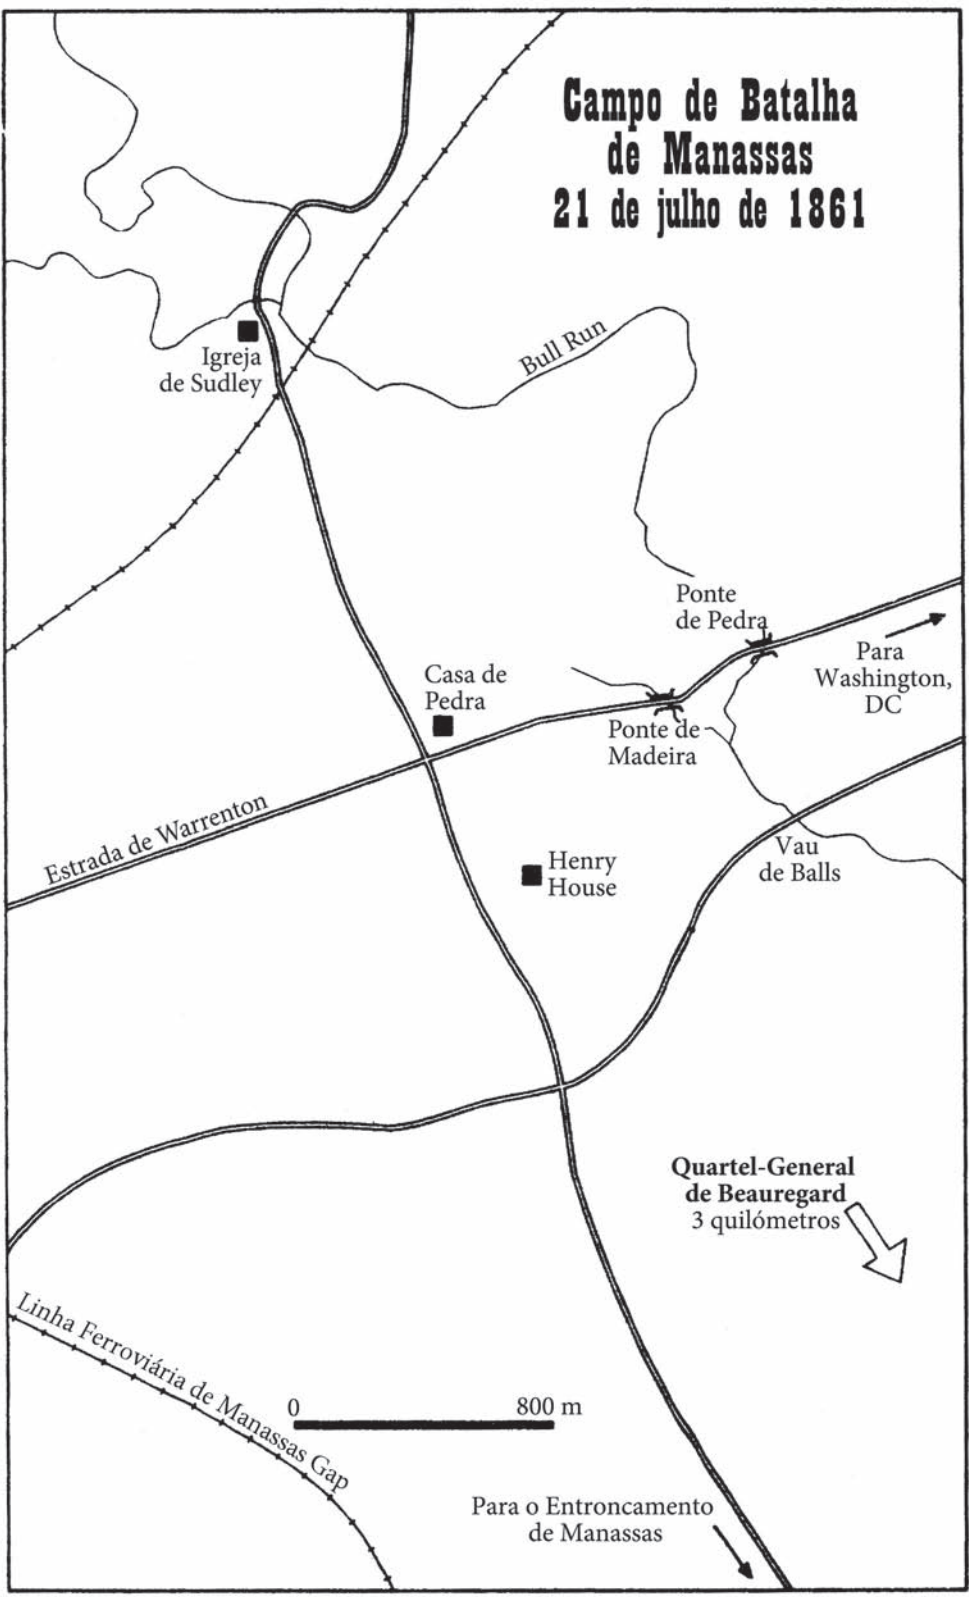 Campo de Batalha
de Manassas
21 de julho de 1861
Bull Run
Igreja
de Sudley
Ponte
de Pedra
Para
Washington,
DC
Casa de
Pedra
Ponte de
Madeira
Estrada de Warrenton
Vau
de Balls
Henry
House
Quartel-General
de Beauregard
3 quilómetros
Linha Ferroviária de Manassas Gap
0 800 m
Para o Entroncamento
de Manassas